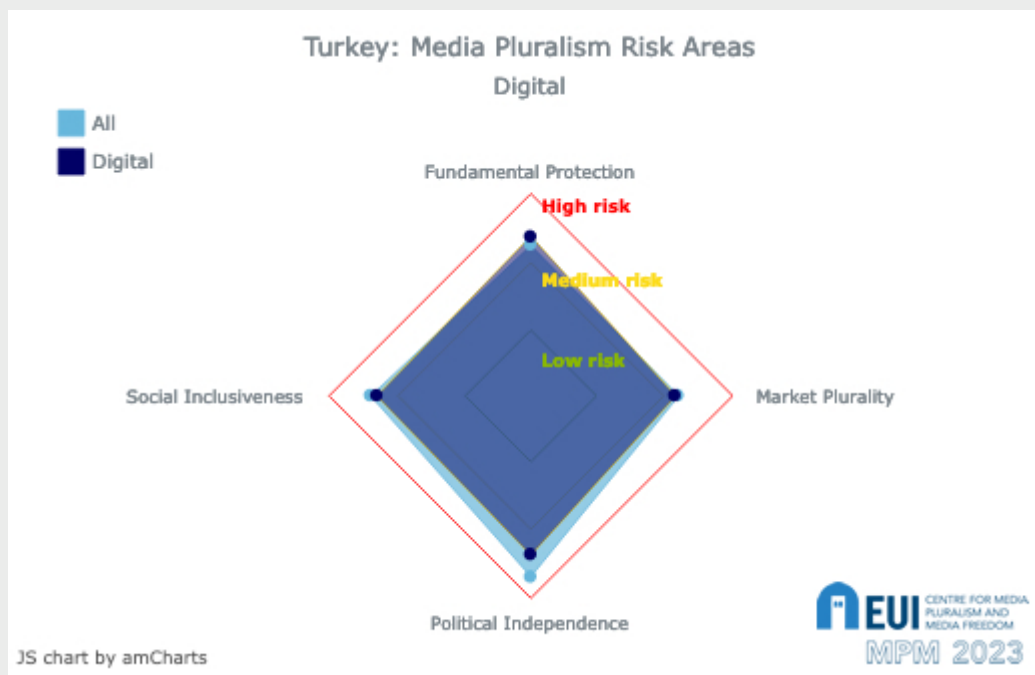 Turkey: Media Pluralism Risk Areas
Digital
All
Digital
Fundamental Protection
High risk
Medium risk
Low risk
Social Inclusiveness
Market Plurality
Political Independence
EUI
CENTRE FOR MEDIA
PLURALISM AND
MEDIA FREEDOM
MPM 2023
JS chart by amCharts